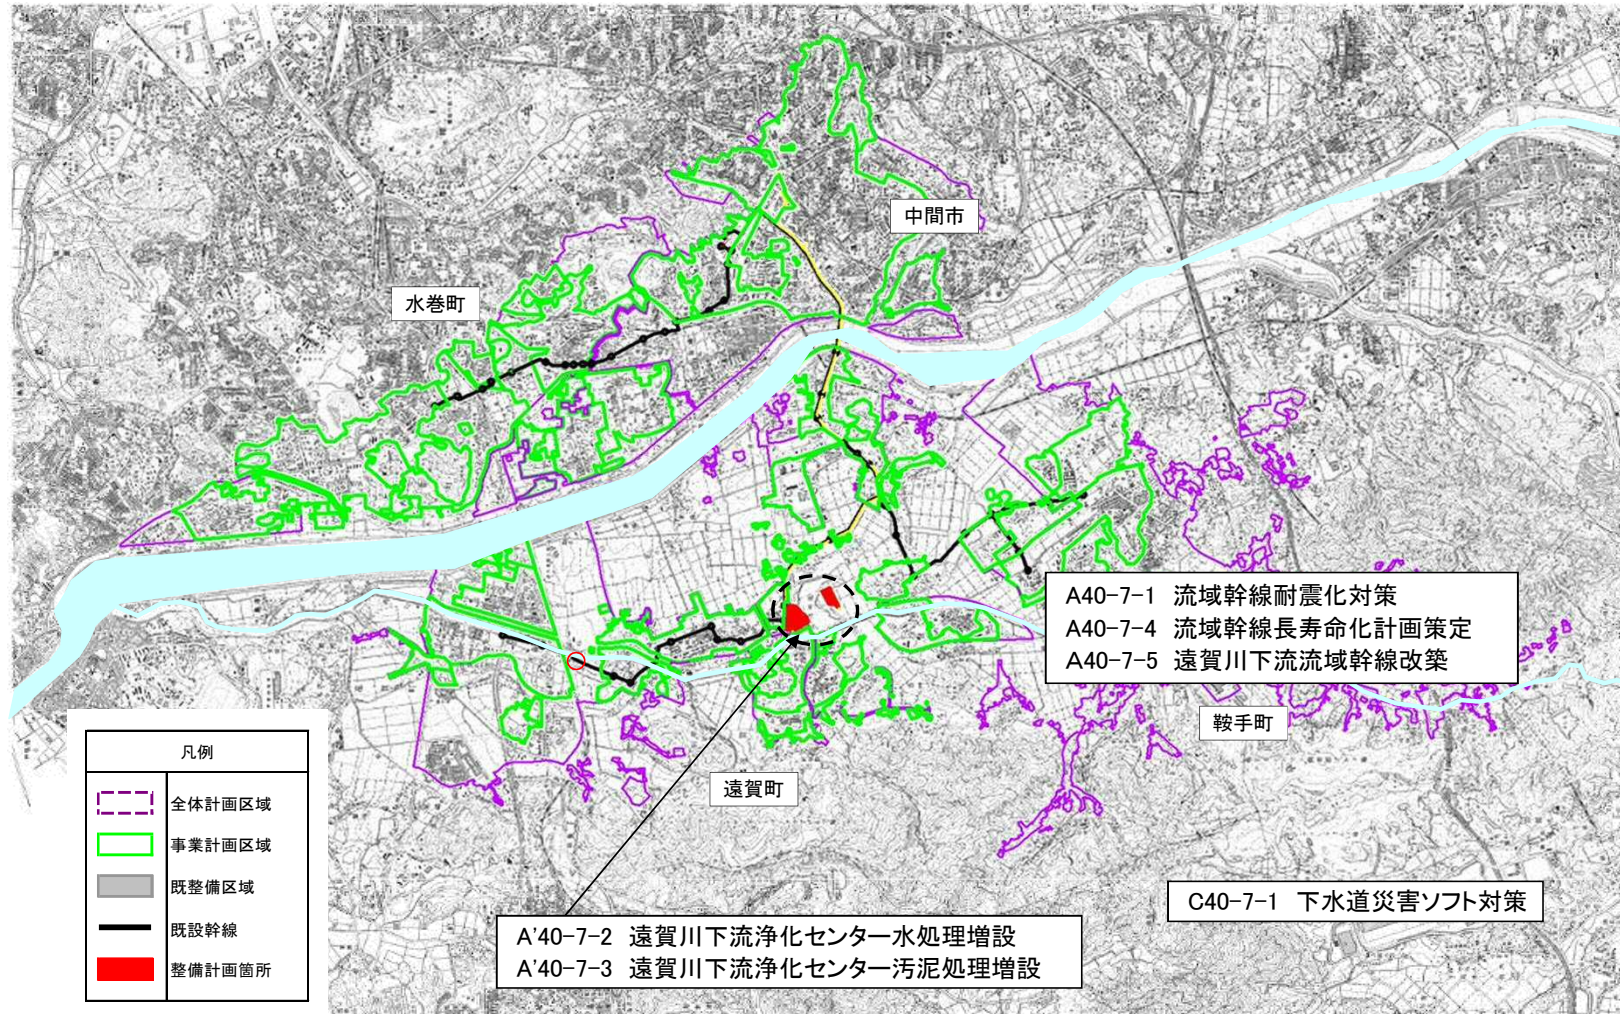 中間市
水巻町
A40-7-1 流域幹線耐震化対策
A40-7-4 流域幹線長寿命化計画策定
A40-7-5 遠賀川下流流域幹線改築
鞍手町
遠賀町
凡例
全体計画区域
事業計画区域
既整備区域
既設幹線
整備計画箇所
C40-7-1 下水道災害ソフト対策
A'40-7-2 遠賀川下流浄化センター水処理増設
A'40-7-3 遠賀川下流浄化センター汚泥処理増設